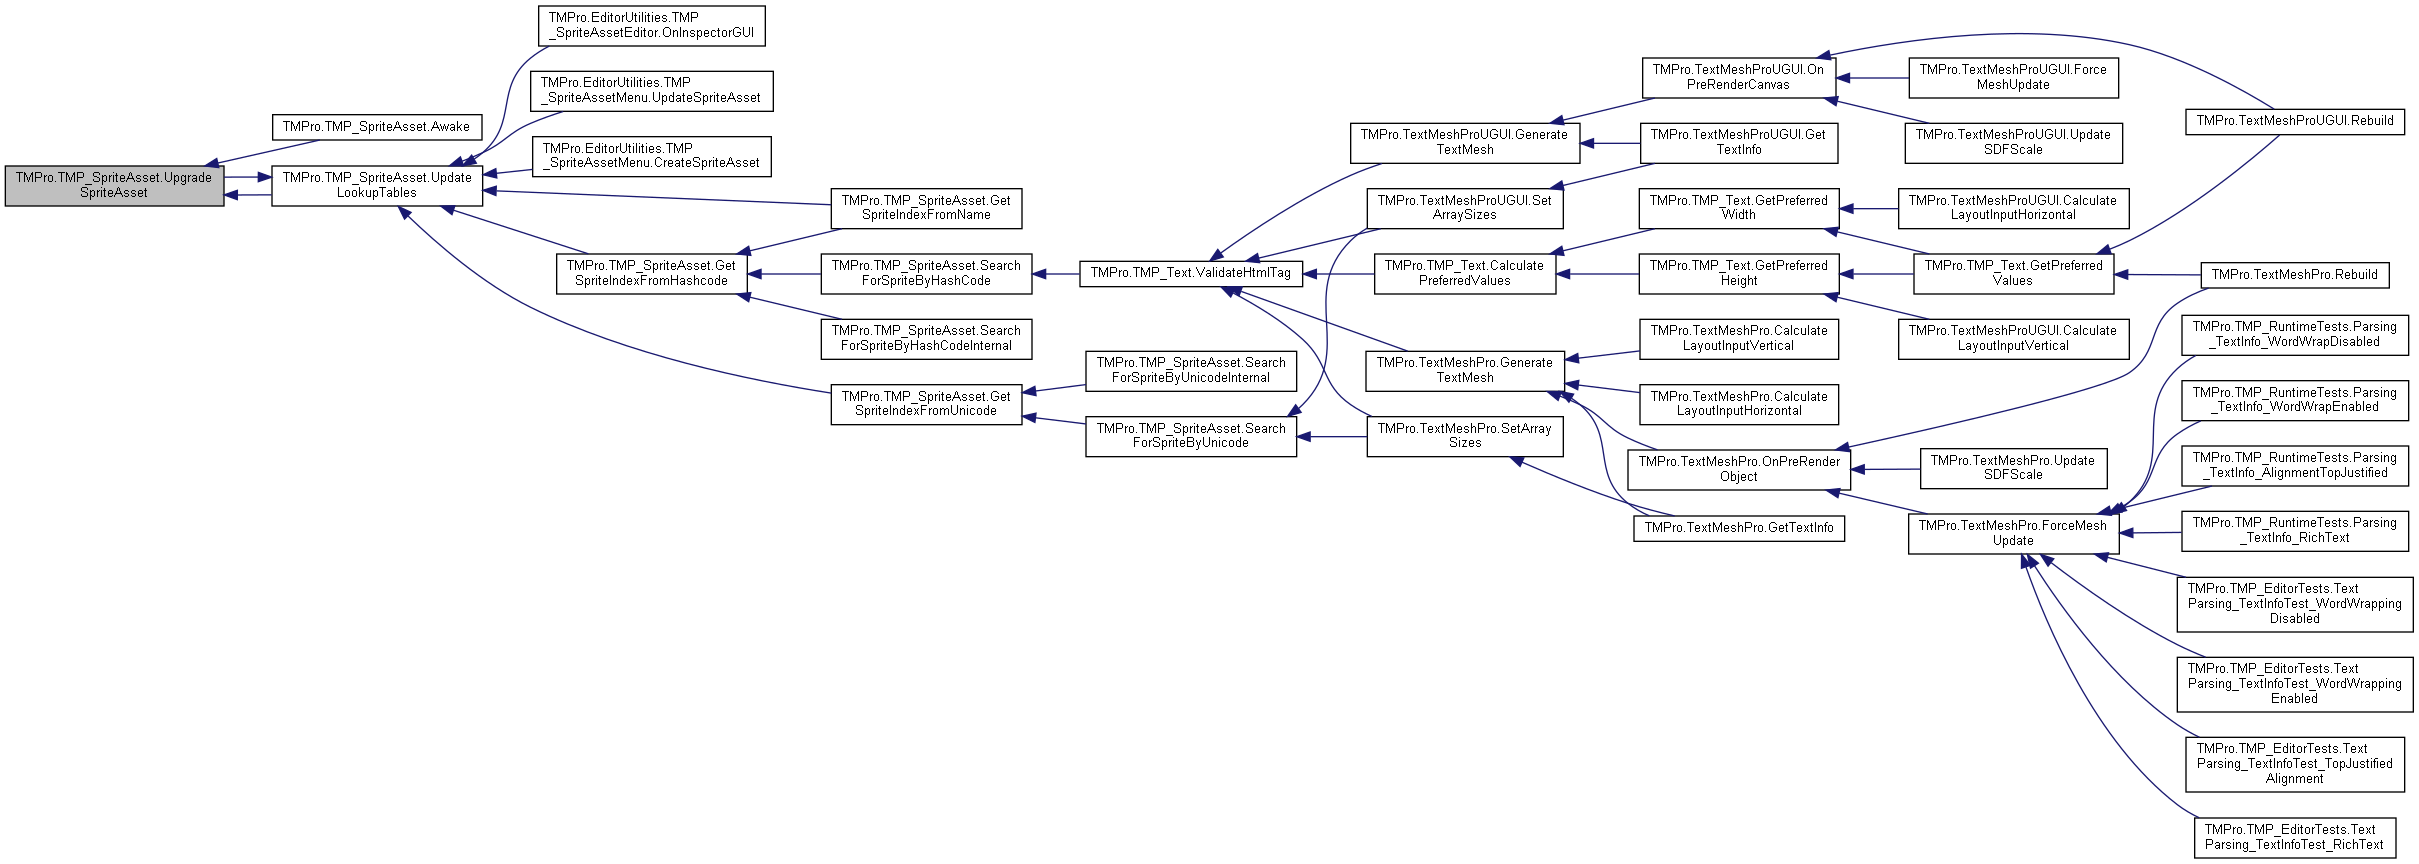 TMPro.TMP_SpriteAsset.Upgrade
SpriteAsset
TMPro.TMP_SpriteAsset.Awake
TMPro.TMP_SpriteAsset.Update
LookupTables
TMPro.EditorUtilities.TMP
_SpriteAssetEditor.OnInspectorGUI
TMPro.EditorUtilities.TMP
_SpriteAssetMenu.UpdateSpriteAsset
TMPro.EditorUtilities.TMP
_SpriteAssetMenu.CreateSpriteAsset
TMPro.TMP_SpriteAsset.Get
SpriteIndexFromHashcode
TMPro.TMP_SpriteAsset.Get
SpriteIndexFromName
TMPro.TMP_SpriteAsset.Search
ForSpriteByHashCode
TMPro.TMP_SpriteAsset.Search
ForSpriteByHashCodeInternal
TMPro.TMP_SpriteAsset.Get
SpriteIndexFromUnicode
TMPro.TMP_Text.ValidateHtmlTag
TMPro.TMP_SpriteAsset.Search
ForSpriteByUnicodeInternal
TMPro.TMP_SpriteAsset.Search
ForSpriteByUnicode
TMPro.TextMeshProUGUI.Generate
TextMesh
TMPro.TextMeshProUGUI.Set
ArraySizes
TMPro.TMP_Text.Calculate
PreferredValues
TMPro.TextMeshPro.Generate
TextMesh
TMPro.TextMeshPro.SetArray
Sizes
TMPro.TextMeshProUGUI.On
PreRenderCanvas
TMPro.TextMeshProUGUI.Get
TextInfo
TMPro.TMP_Text.GetPreferred
Width
TMPro.TMP_Text.GetPreferred
Height
TMPro.TextMeshPro.Calculate
LayoutInputVertical
TMPro.TextMeshPro.Calculate
LayoutInputHorizontal
TMPro.TextMeshPro.OnPreRender
Object
TMPro.TextMeshPro.GetTextInfo
TMPro.TextMeshProUGUI.Force
MeshUpdate
TMPro.TextMeshProUGUI.Update
SDFScale
TMPro.TextMeshProUGUI.Calculate
LayoutInputHorizontal
TMPro.TMP_Text.GetPreferred
Values
TMPro.TextMeshProUGUI.Calculate
LayoutInputVertical
TMPro.TextMeshPro.Update
SDFScale
TMPro.TextMeshPro.ForceMesh
Update
TMPro.TextMeshProUGUI.Rebuild
TMPro.TextMeshPro.Rebuild
TMPro.TMP_RuntimeTests.Parsing
_TextInfo_WordWrapDisabled
TMPro.TMP_RuntimeTests.Parsing
_TextInfo_WordWrapEnabled
TMPro.TMP_RuntimeTests.Parsing
_TextInfo_AlignmentTopJustified
TMPro.TMP_RuntimeTests.Parsing
_TextInfo_RichText
TMPro.TMP_EditorTests.Text
Parsing_TextInfoTest_WordWrapping
Disabled
TMPro.TMP_EditorTests.Text
Parsing_TextInfoTest_WordWrapping
Enabled
TMPro.TMP_EditorTests.Text
Parsing_TextInfoTest_TopJustified
Alignment
TMPro.TMP_EditorTests.Text
Parsing_TextInfoTest_RichText